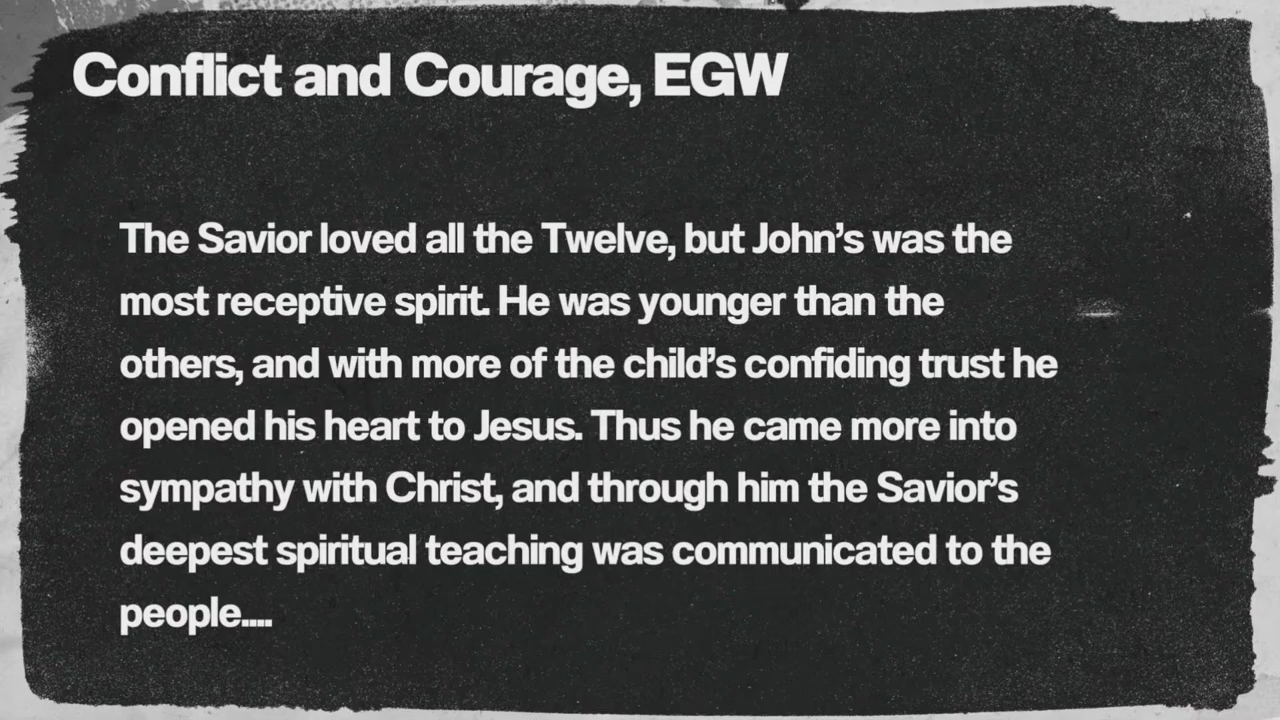 Conflict and Courage, EGW
The Savior loved all the Twelve, but John’s was the
most receptive spirit. He was younger than the
others, and with more of the child’s confiding trust he
opened his heart to Jesus. Thus he came more into
sympathy with Christ, and through him the Savior’s
deepest spiritual teaching was communicated to the
people....